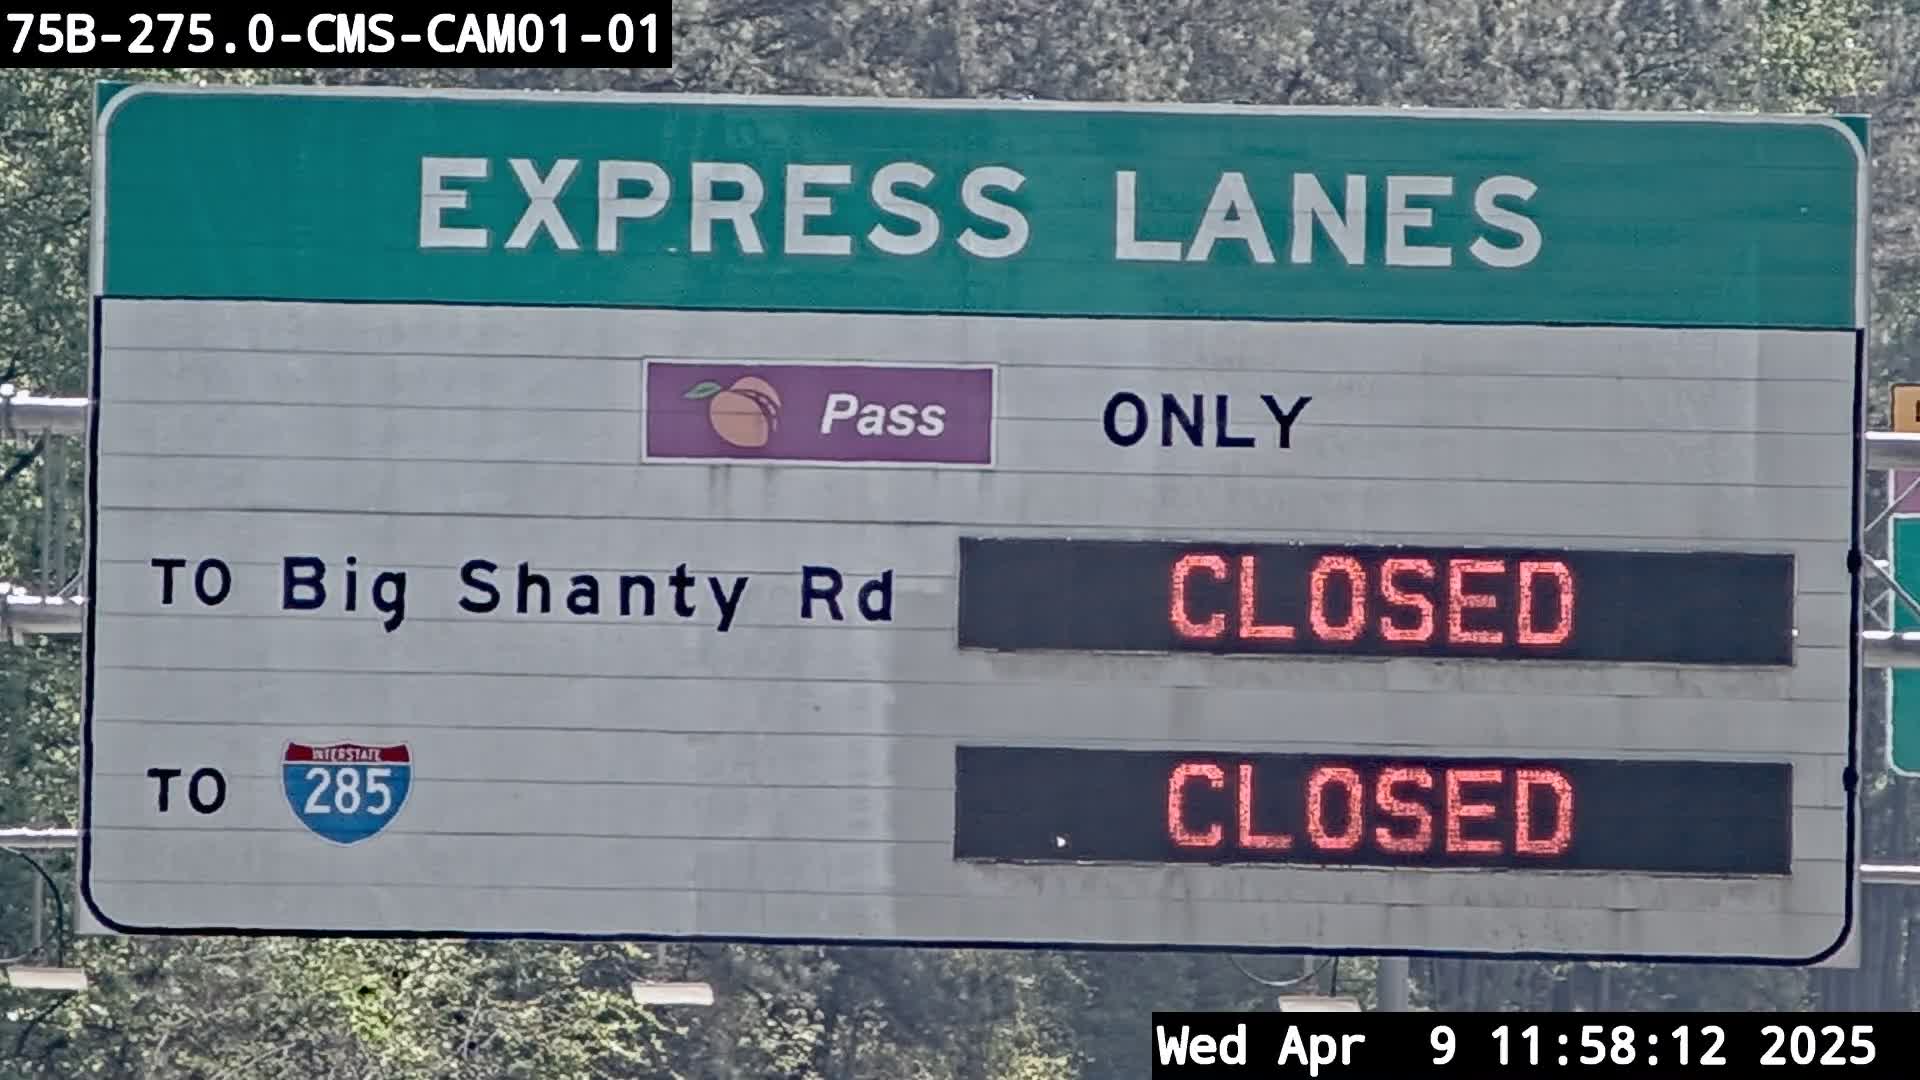 75B-275.0-CMS-CAM01-01
EXPRESS LANES
Pass ONLY
TO Big Shanty Rd CLOSED
INTERSTATE
TO 285 CLOSED
Wed Apr 9 11:58:12 2025